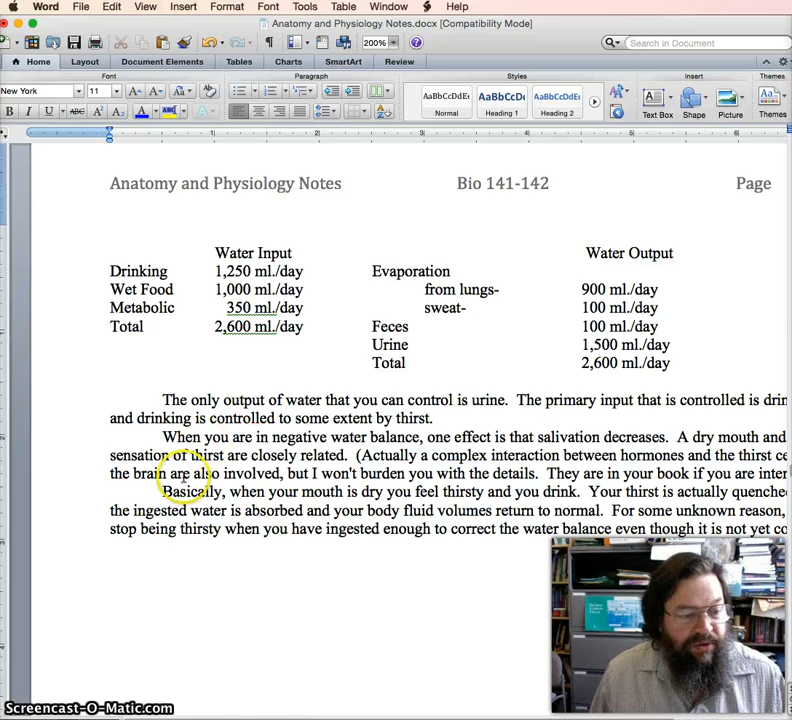 Word File Edit View Insert Format Font Tools Table Window Help
Anatomy and Physiology Notes.docx [Compatibility Mode]
200% Search in Document
Home Layout Document Elements Tables Charts SmartArt Review
Font Paragraph Styles Insert Themes
New York 11 AaBbCcDdE AaBbCcDc AaBbCcDdEe
Normal Heading 1 Heading 2 Text Box Shape Picture Themes
1 2 3 4 5 6
Anatomy and Physiology Notes Bio 141-142 Page
Water Input Water Output
Drinking 1,250 ml./day Evaporation
Wet Food 1,000 ml./day from lungs- 900 ml./day
Metabolic 350 ml./day sweat- 100 ml./day
Total 2,600 ml./day Feces 100 ml./day
Urine 1,500 ml./day
Total 2,600 ml./day
The only output of water that you can control is urine. The primary input that is controlled is drin
and drinking is controlled to some extent by thirst.
When you are in negative water balance, one effect is that salivation decreases. A dry mouth and
sensation of thirst are closely related. (Actually a complex interaction between hormones and the thirst ce
the brain are also involved, but I won't burden you with the details. They are in your book if you are inter
Basically, when your mouth is dry you feel thirsty and you drink. Your thirst is actually quenche
the ingested water is absorbed and your body fluid volumes return to normal. For some unknown reason,
stop being thirsty when you have ingested enough to correct the water balance even though it is not yet co
Screencast-O-Matic.com